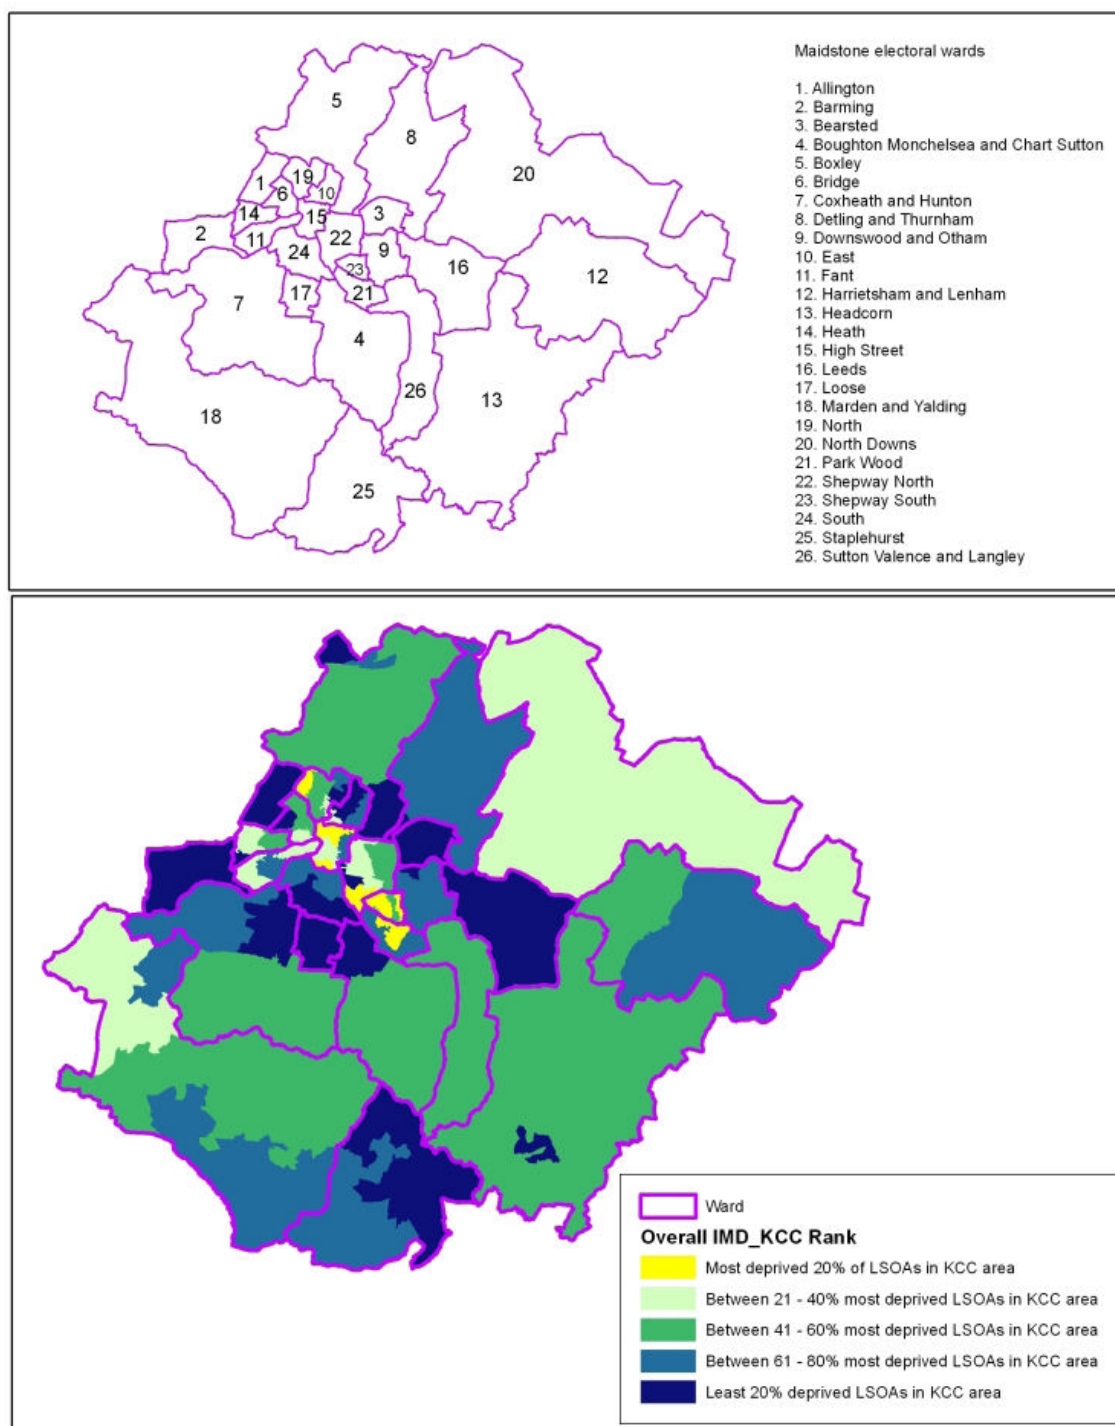 Maidstone electoral wards
1. Allington
2. Barming
3. Bearsted
4. Boughton Monchelsea and Chart Sutton
5. Boxley
6. Bridge
7. Coxheath and Hunton
8. Detling and Thurnham
9. Downswood and Otham
10. East
11. Fant
12. Harrietsham and Lenham
13. Headcorn
14. Heath
15. High Street
16. Leeds
17. Loose
18. Marden and Yalding
19. North
20. North Downs
21. Park Wood
22. Shepway North
23. Shepway South
24. South
25. Staplehurst
26. Sutton Valence and Langley
5
8
20
1
19
6
10
14
15
3
2
11
22
24
9
23
16
12
17
21
7
4
26
13
18
25
Ward
Overall IMD_KCC Rank
Most deprived 20% of LSOAs in KCC area
Between 21 - 40% most deprived LSOAs in KCC area
Between 41 - 60% most deprived LSOAs in KCC area
Between 61 - 80% most deprived LSOAs in KCC area
Least 20% deprived LSOAs in KCC area